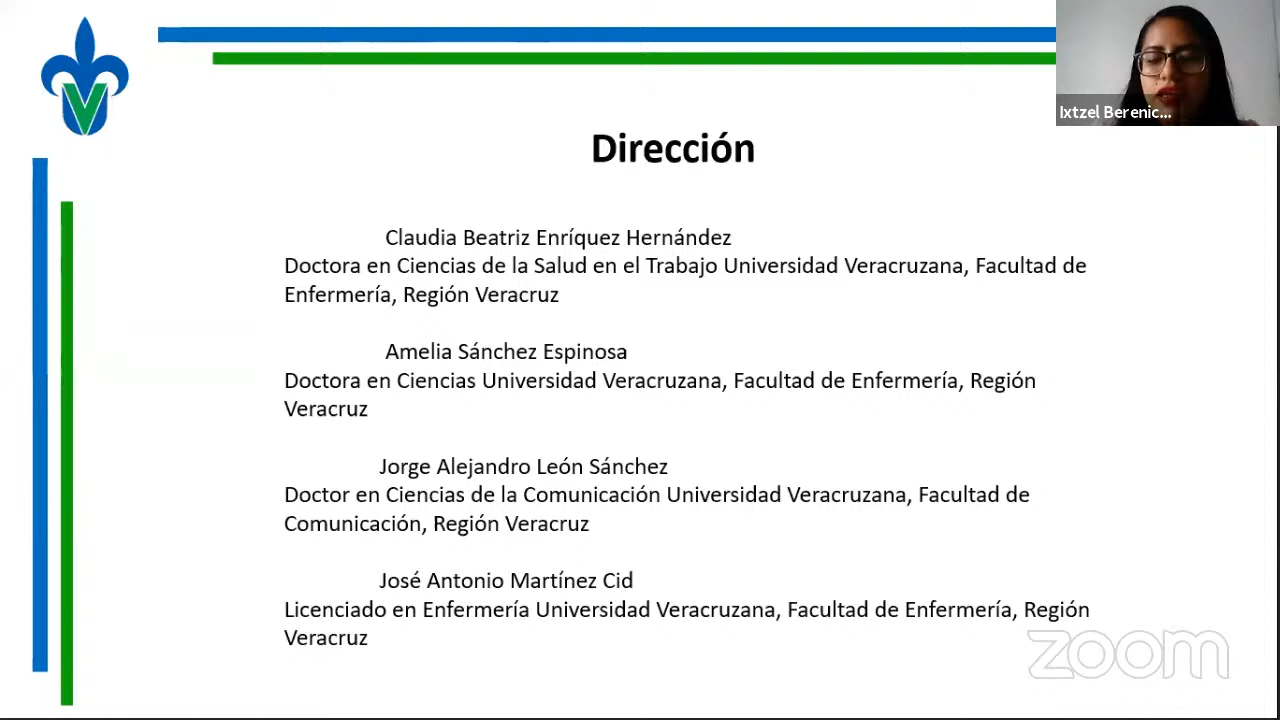 Ixtzel Berenic...
Dirección
Claudia Beatriz Enríquez Hernández
Doctora en Ciencias de la Salud en el Trabajo Universidad Veracruzana, Facultad de
Enfermería, Región Veracruz
Amelia Sánchez Espinosa
Doctora en Ciencias Universidad Veracruzana, Facultad de Enfermería, Región
Veracruz
Jorge Alejandro León Sánchez
Doctor en Ciencias de la Comunicación Universidad Veracruzana, Facultad de
Comunicación, Región Veracruz
José Antonio Martínez Cid
Licenciado en Enfermería Universidad Veracruzana, Facultad de Enfermería, Región
Veracruz
zoom